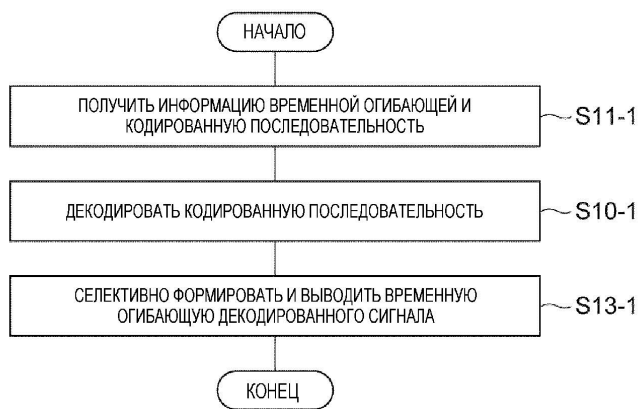 НАЧАЛО
ПОЛУЧИТЬ ИНФОРМАЦИЮ ВРЕМЕННОЙ ОГИБАЮЩЕЙ И
КОДИРОВАННУЮ ПОСЛЕДОВАТЕЛЬНОСТЬ
S11-1
ДЕКОДИРОВАТЬ КОДИРОВАННУЮ ПОСЛЕДОВАТЕЛЬНОСТЬ
S10-1
СЕЛЕКТИВНО ФОРМИРОВАТЬ И ВЫВОДИТЬ ВРЕМЕННУЮ
ОГИБАЮЩУЮ ДЕКОДИРОВАННОГО СИГНАЛА
S13-1
КОНЕЦ